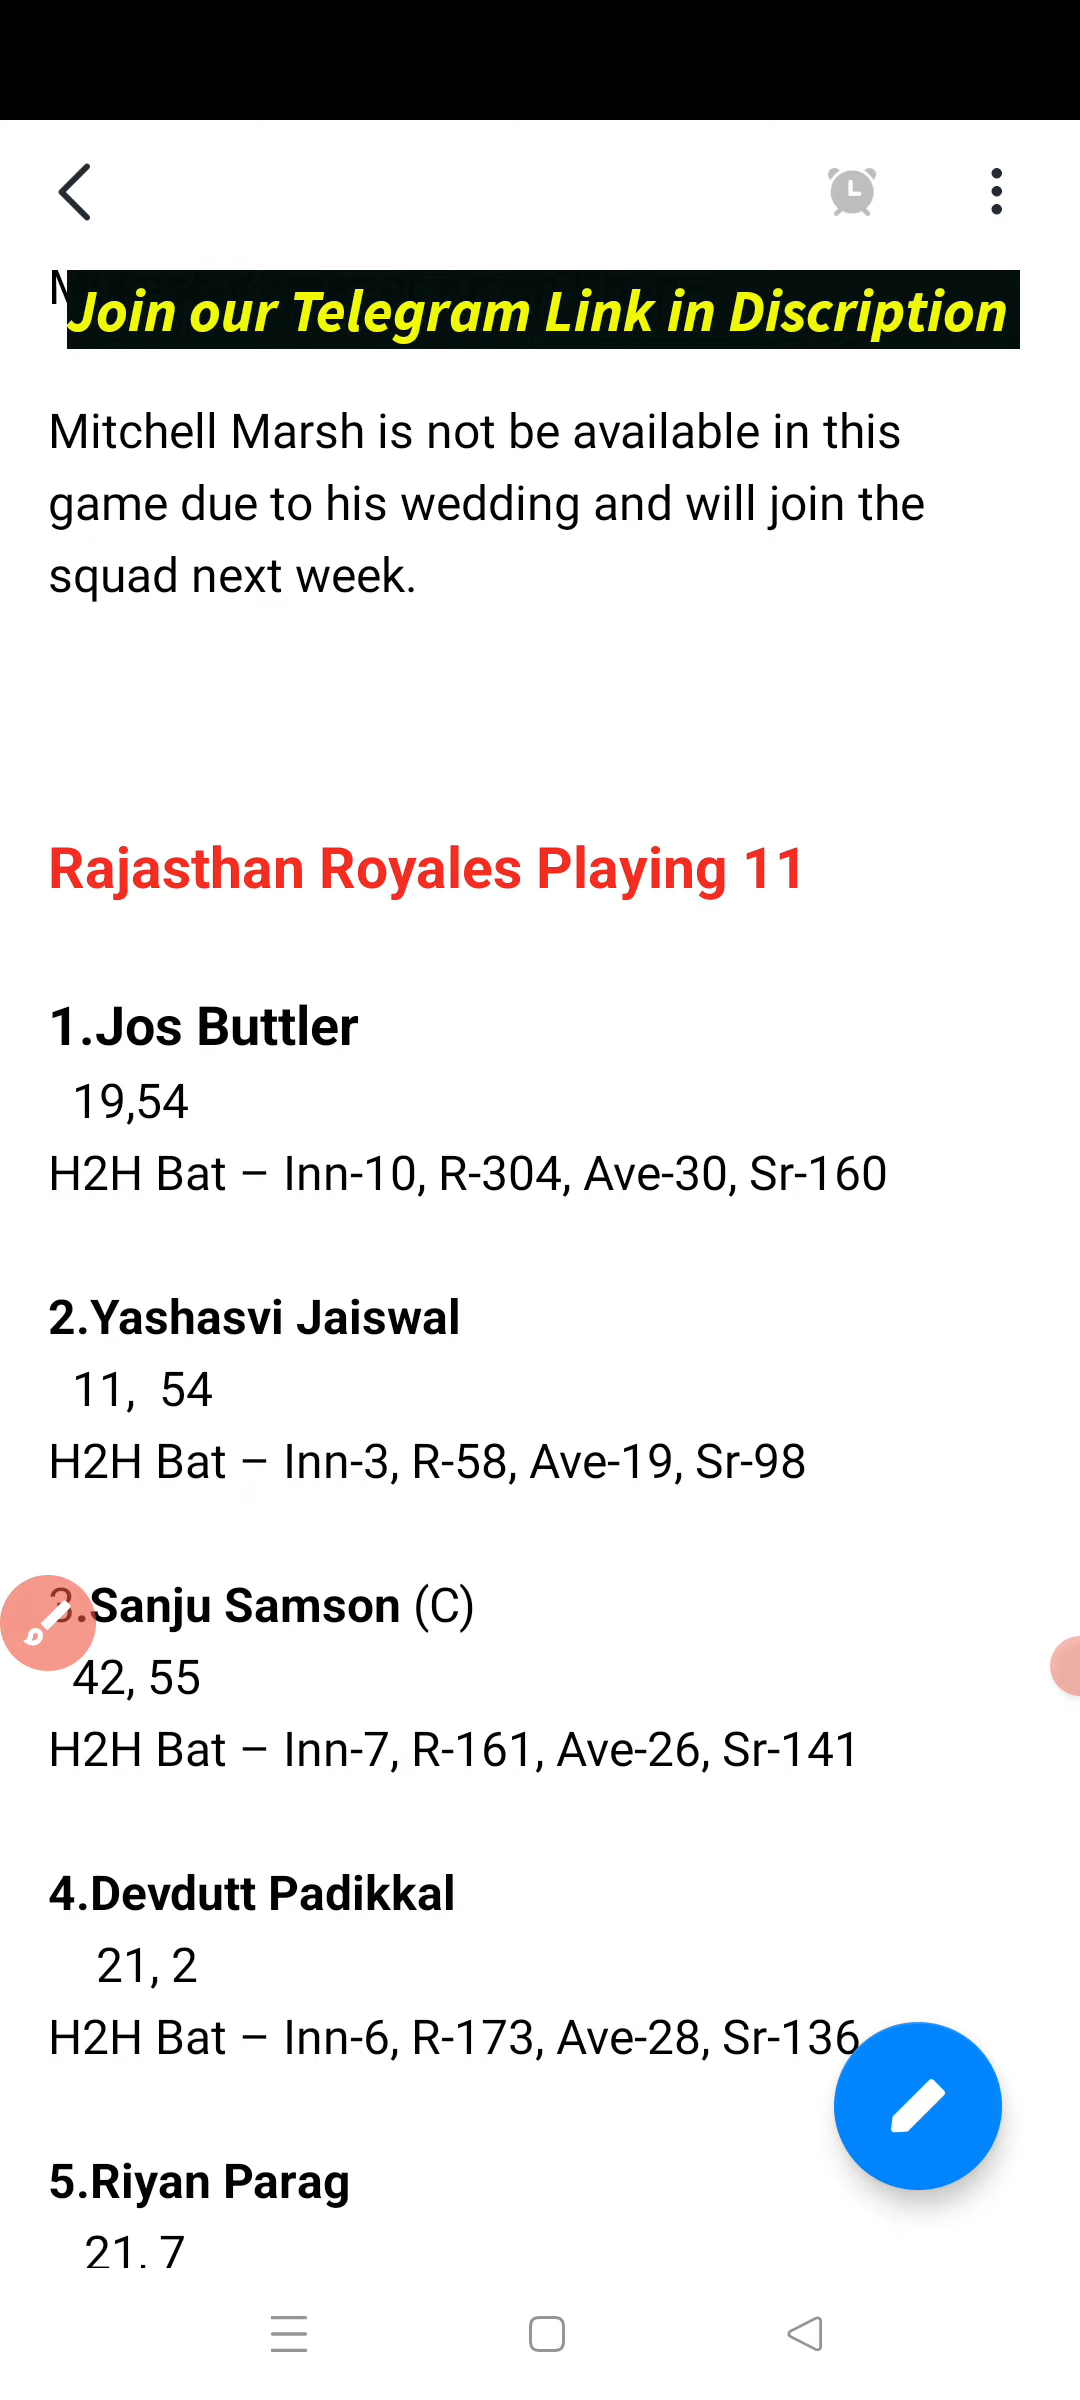 Join our Telegram Link in Discription
Mitchell Marsh is not be available in this
game due to his wedding and will join the
squad next week.
Rajasthan Royales Playing 11
1.Jos Buttler
19,54
H2H Bat – Inn-10, R-304, Ave-30, Sr-160
2.Yashasvi Jaiswal
11, 54
H2H Bat – Inn-3, R-58, Ave-19, Sr-98
3.Sanju Samson (C)
42, 55
H2H Bat – Inn-7, R-161, Ave-26, Sr-141
4.Devdutt Padikkal
21, 2
H2H Bat – Inn-6, R-173, Ave-28, Sr-136
5.Riyan Parag
21, 7